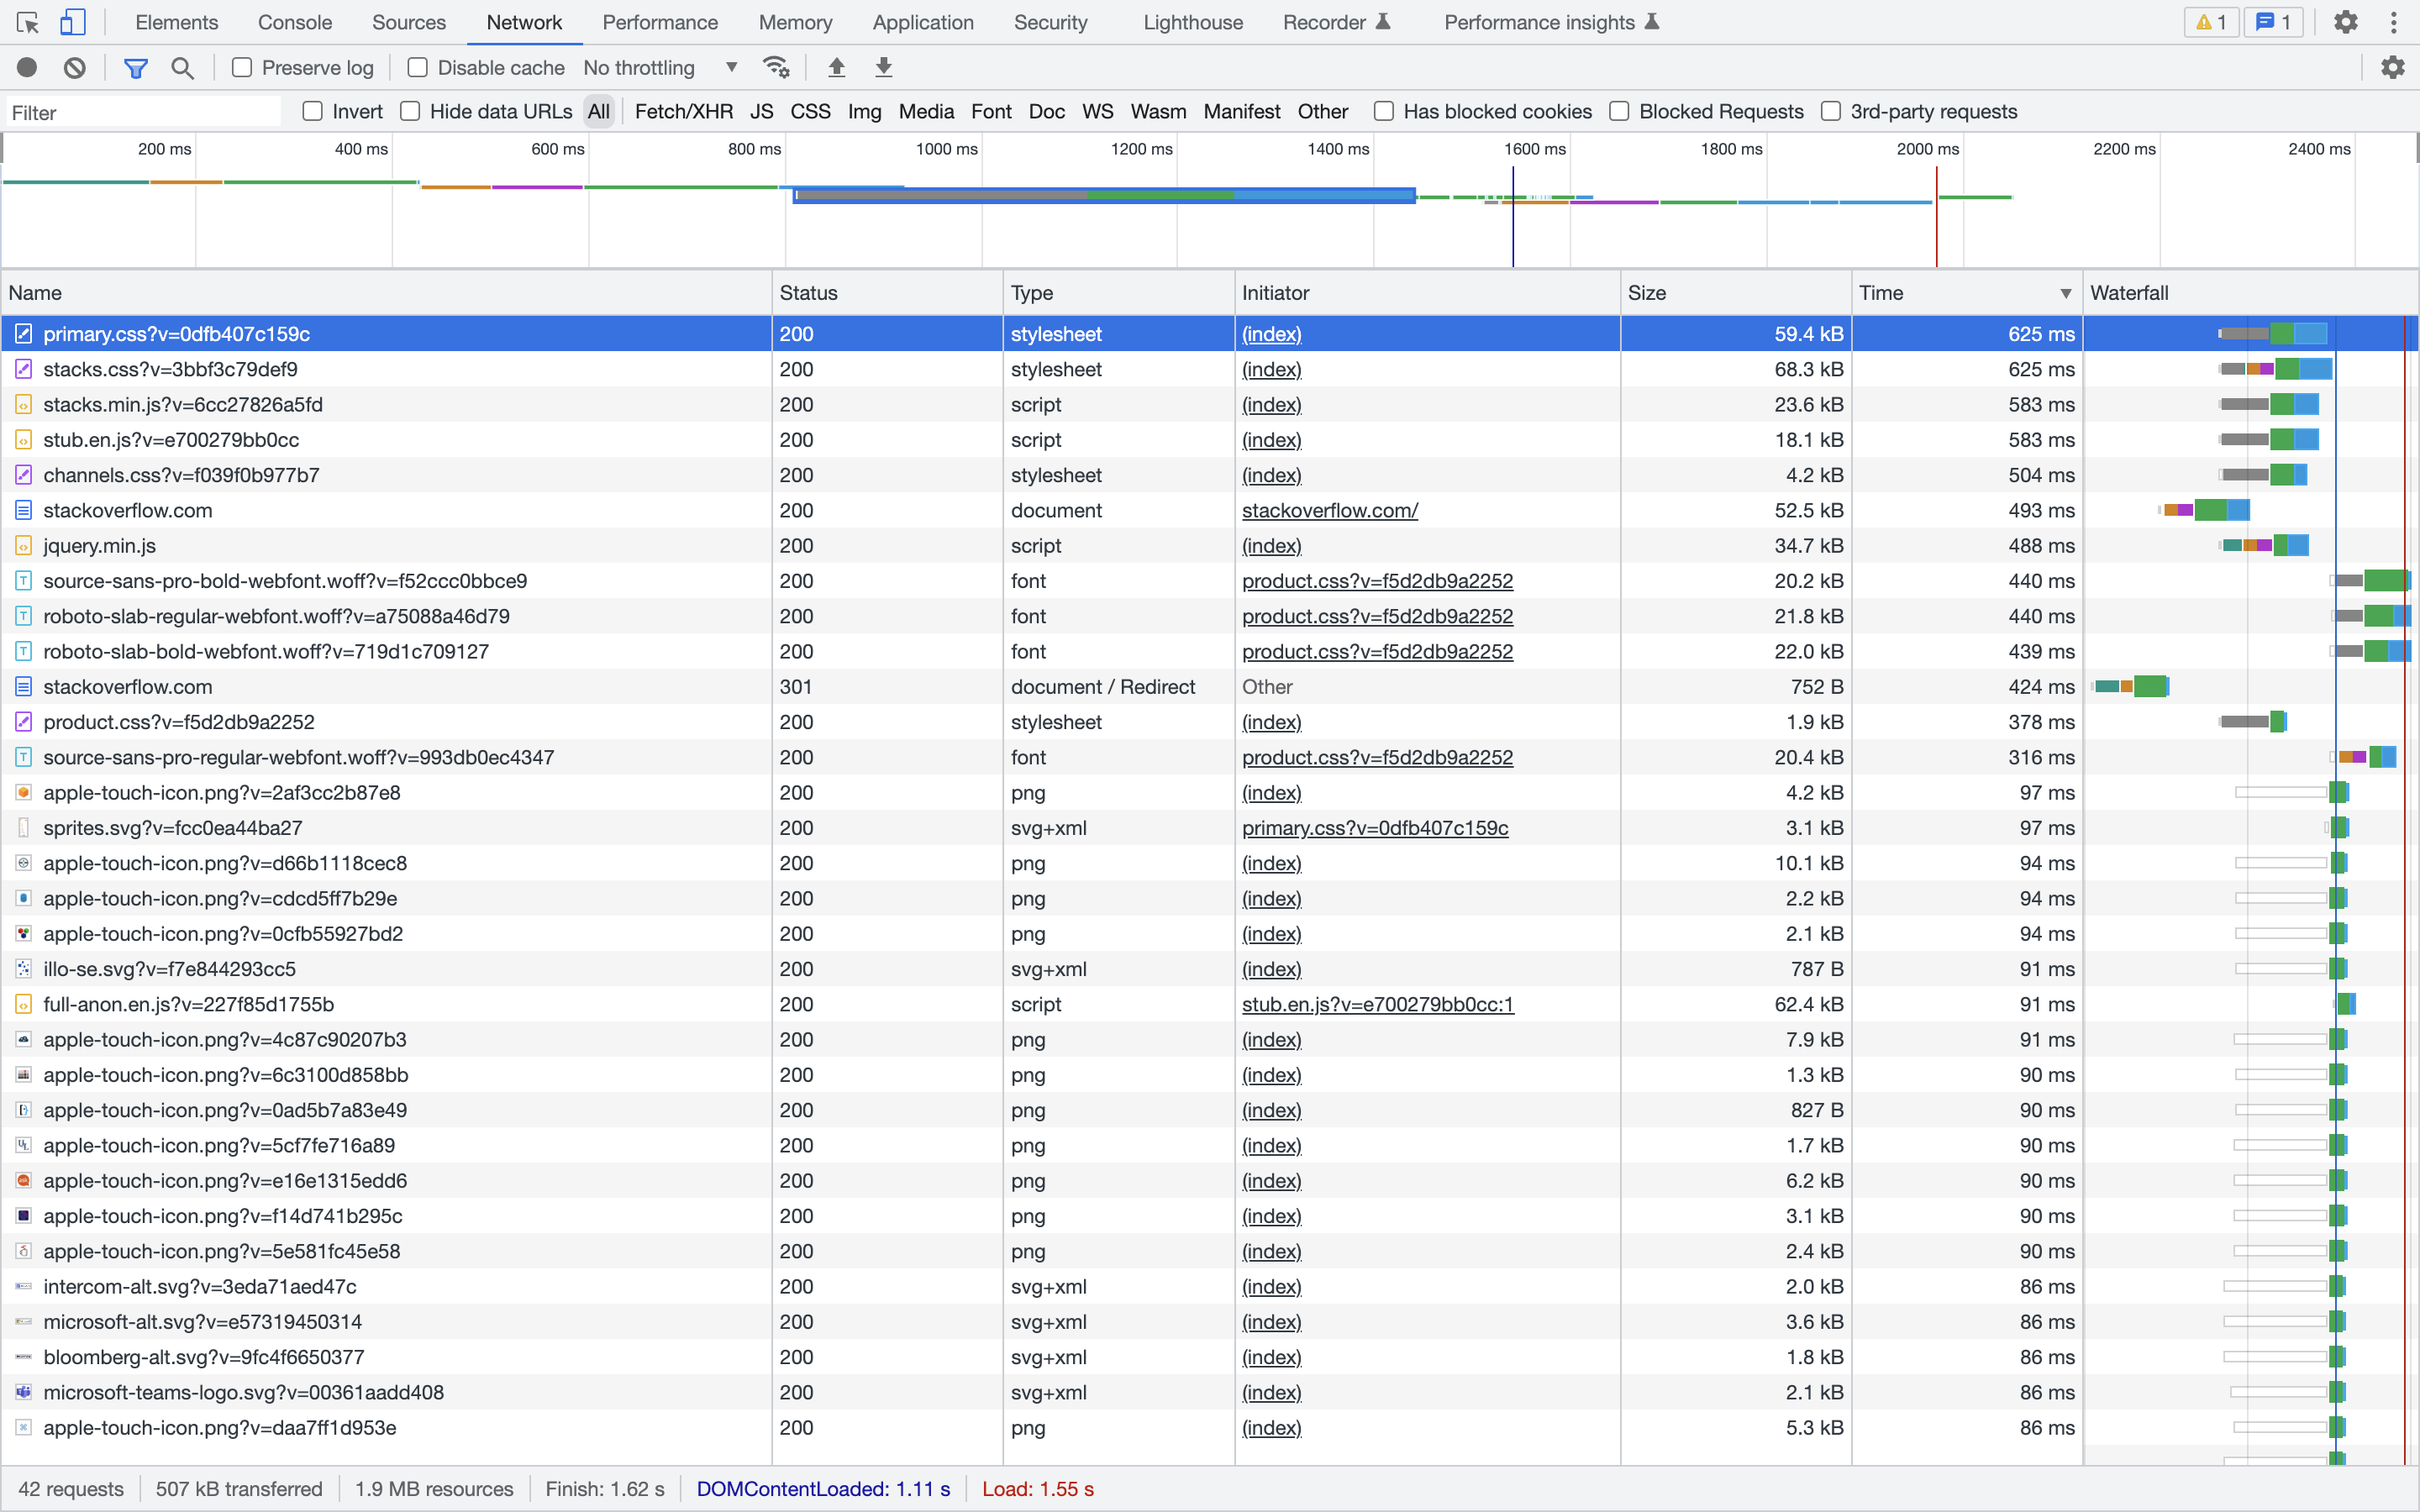 Elements Console Sources Network Performance Memory Application Security Lighthouse Recorder Performance insights 1 1
Preserve log Disable cache No throttling
Filter Invert Hide data URLs All Fetch/XHR JS CSS Img Media Font Doc WS Wasm Manifest Other Has blocked cookies Blocked Requests 3rd-party requests
200 ms 400 ms 600 ms 800 ms 1000 ms 1200 ms 1400 ms 1600 ms 1800 ms 2000 ms 2200 ms 2400 ms
Name Status Type Initiator Size Time Waterfall
primary.css?v=0dfb407c159c 200 stylesheet (index) 59.4 kB 625 ms
stacks.css?v=3bbf3c79def9 200 stylesheet (index) 68.3 kB 625 ms
stacks.min.js?v=6cc27826a5fd 200 script (index) 23.6 kB 583 ms
stub.en.js?v=e700279bb0cc 200 script (index) 18.1 kB 583 ms
channels.css?v=f039f0b977b7 200 stylesheet (index) 4.2 kB 504 ms
stackoverflow.com 200 document stackoverflow.com/ 52.5 kB 493 ms
jquery.min.js 200 script (index) 34.7 kB 488 ms
source-sans-pro-bold-webfont.woff?v=f52ccc0bbce9 200 font product.css?v=f5d2db9a2252 20.2 kB 440 ms
roboto-slab-regular-webfont.woff?v=a75088a46d79 200 font product.css?v=f5d2db9a2252 21.8 kB 440 ms
roboto-slab-bold-webfont.woff?v=719d1c709127 200 font product.css?v=f5d2db9a2252 22.0 kB 439 ms
stackoverflow.com 301 document / Redirect Other 752 B 424 ms
product.css?v=f5d2db9a2252 200 stylesheet (index) 1.9 kB 378 ms
source-sans-pro-regular-webfont.woff?v=993db0ec4347 200 font product.css?v=f5d2db9a2252 20.4 kB 316 ms
apple-touch-icon.png?v=2af3cc2b87e8 200 png (index) 4.2 kB 97 ms
sprites.svg?v=fcc0ea44ba27 200 svg+xml primary.css?v=0dfb407c159c 3.1 kB 97 ms
apple-touch-icon.png?v=d66b1118cec8 200 png (index) 10.1 kB 94 ms
apple-touch-icon.png?v=cdcd5ff7b29e 200 png (index) 2.2 kB 94 ms
apple-touch-icon.png?v=0cfb55927bd2 200 png (index) 2.1 kB 94 ms
illo-se.svg?v=f7e844293cc5 200 svg+xml (index) 787 B 91 ms
full-anon.en.js?v=227f85d1755b 200 script stub.en.js?v=e700279bb0cc:1 62.4 kB 91 ms
apple-touch-icon.png?v=4c87c90207b3 200 png (index) 7.9 kB 91 ms
apple-touch-icon.png?v=6c3100d858bb 200 png (index) 1.3 kB 90 ms
apple-touch-icon.png?v=0ad5b7a83e49 200 png (index) 827 B 90 ms
apple-touch-icon.png?v=5cf7fe716a89 200 png (index) 1.7 kB 90 ms
apple-touch-icon.png?v=e16e1315edd6 200 png (index) 6.2 kB 90 ms
apple-touch-icon.png?v=f14d741b295c 200 png (index) 3.1 kB 90 ms
apple-touch-icon.png?v=5e581fc45e58 200 png (index) 2.4 kB 90 ms
intercom-alt.svg?v=3eda71aed47c 200 svg+xml (index) 2.0 kB 86 ms
microsoft-alt.svg?v=e57319450314 200 svg+xml (index) 3.6 kB 86 ms
bloomberg-alt.svg?v=9fc4f6650377 200 svg+xml (index) 1.8 kB 86 ms
microsoft-teams-logo.svg?v=00361aadd408 200 svg+xml (index) 2.1 kB 86 ms
apple-touch-icon.png?v=daa7ff1d953e 200 png (index) 5.3 kB 86 ms
42 requests 507 kB transferred 1.9 MB resources Finish: 1.62 s DOMContentLoaded: 1.11 s Load: 1.55 s